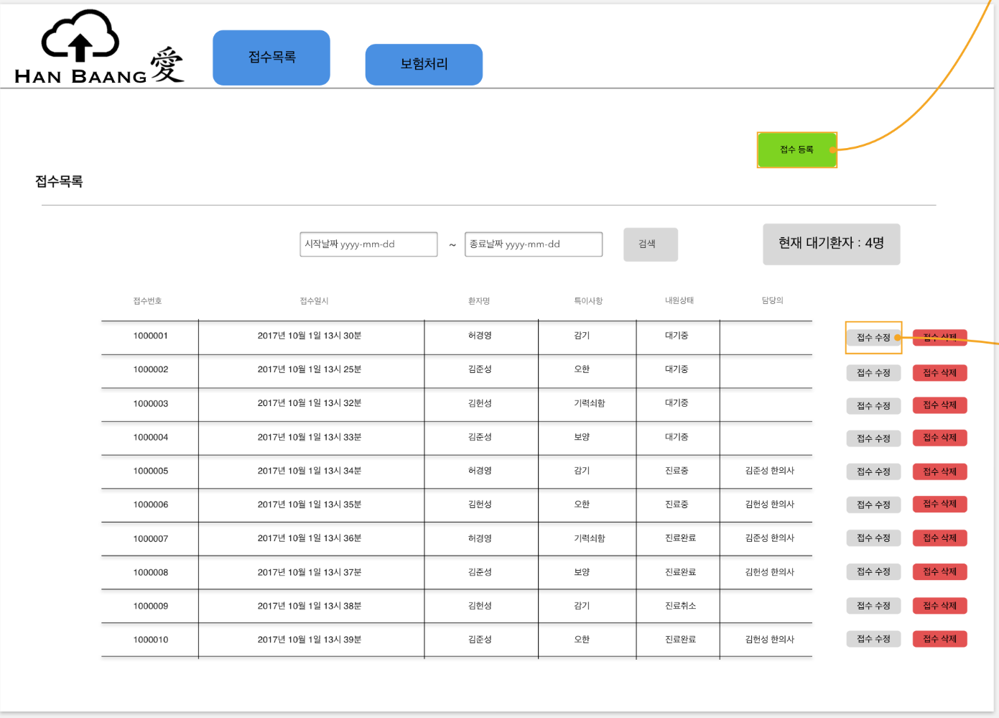 HAN BAANG 愛
접수목록
보험처리
접수 등록
접수목록
시작날짜 yyyy-mm-dd ~ 종료날짜 yyyy-mm-dd 검색 현재 대기환자 : 4명
접수번호 접수일시 환자명 특이사항 내원상태 담당의
1000001 2017년 10월 1일 13시 30분 허경영 감기 대기중 접수 수정 접수 삭제
1000002 2017년 10월 1일 13시 25분 김준성 오한 대기중 접수 수정 접수 삭제
1000003 2017년 10월 1일 13시 32분 김헌성 기력쇠함 대기중 접수 수정 접수 삭제
1000004 2017년 10월 1일 13시 33분 김준성 보양 대기중 접수 수정 접수 삭제
1000005 2017년 10월 1일 13시 34분 허경영 감기 진료중 김준성 한의사 접수 수정 접수 삭제
1000006 2017년 10월 1일 13시 35분 김헌성 오한 진료중 김헌성 한의사 접수 수정 접수 삭제
1000007 2017년 10월 1일 13시 36분 허경영 기력쇠함 진료완료 김준성 한의사 접수 수정 접수 삭제
1000008 2017년 10월 1일 13시 37분 김준성 보양 진료완료 김헌성 한의사 접수 수정 접수 삭제
1000009 2017년 10월 1일 13시 38분 김헌성 감기 진료취소 접수 수정 접수 삭제
1000010 2017년 10월 1일 13시 39분 김준성 오한 진료완료 김헌성 한의사 접수 수정 접수 삭제